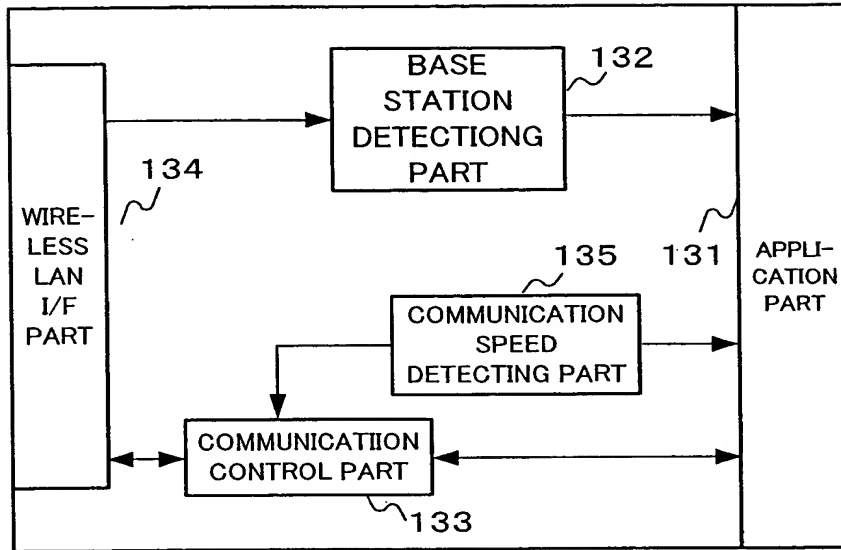 BASE
STATION
DETECTIONG
PART
132
134
WIRE-
LESS
LAN
I/F
PART
131
APPLI-
CATION
PART
135
COMMUNICATION
SPEED
DETECTING PART
COMMUNICATIION
CONTROL PART
133